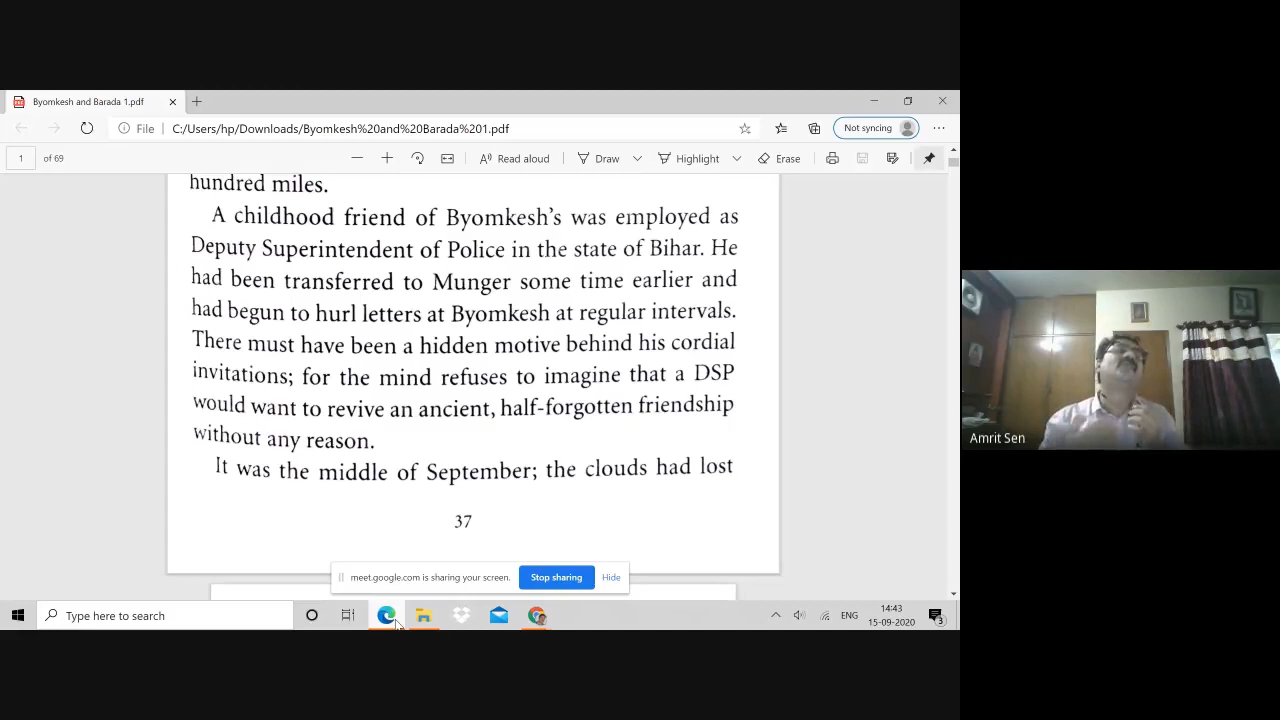 Byomkesh and Barada 1.pdf
File
C:/Users/hp/Downloads/Byomkesh%20and%20Barada%201.pdf
Not syncing
1 of 69
Read aloud
Draw
Highlight
Erase
hundred miles.
A childhood friend of Byomkesh's was employed as
Deputy Superintendent of Police in the state of Bihar. He
had been transferred to Munger some time earlier and
had begun to hurl letters at Byomkesh at regular intervals.
There must have been a hidden motive behind his cordial
invitations; for the mind refuses to imagine that a DSP
would want to revive an ancient, half-forgotten friendship
without any reason.
It was the middle of September; the clouds had lost
37
meet.google.com is sharing your screen.
Stop sharing
Hide
Amrit Sen
Type here to search
ENG
14:43
15-09-2020
3